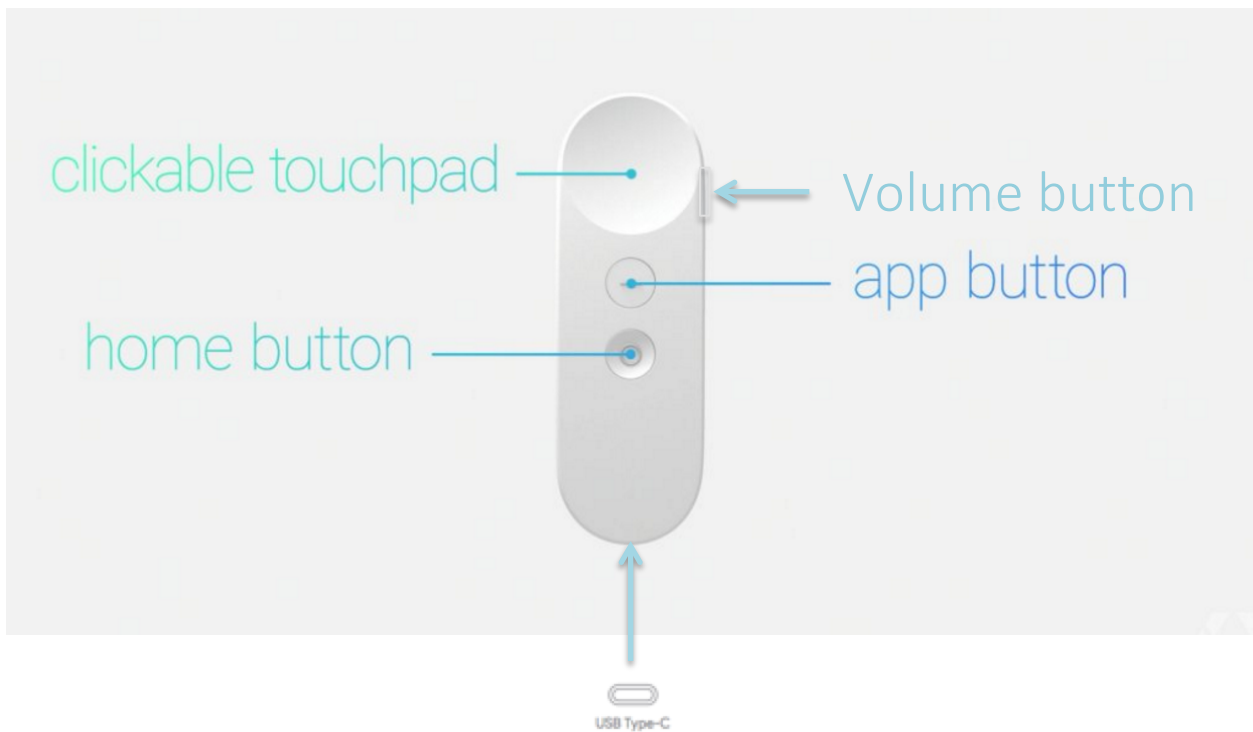 clickable touchpad
Volume button
app button
home button
USB Type-C